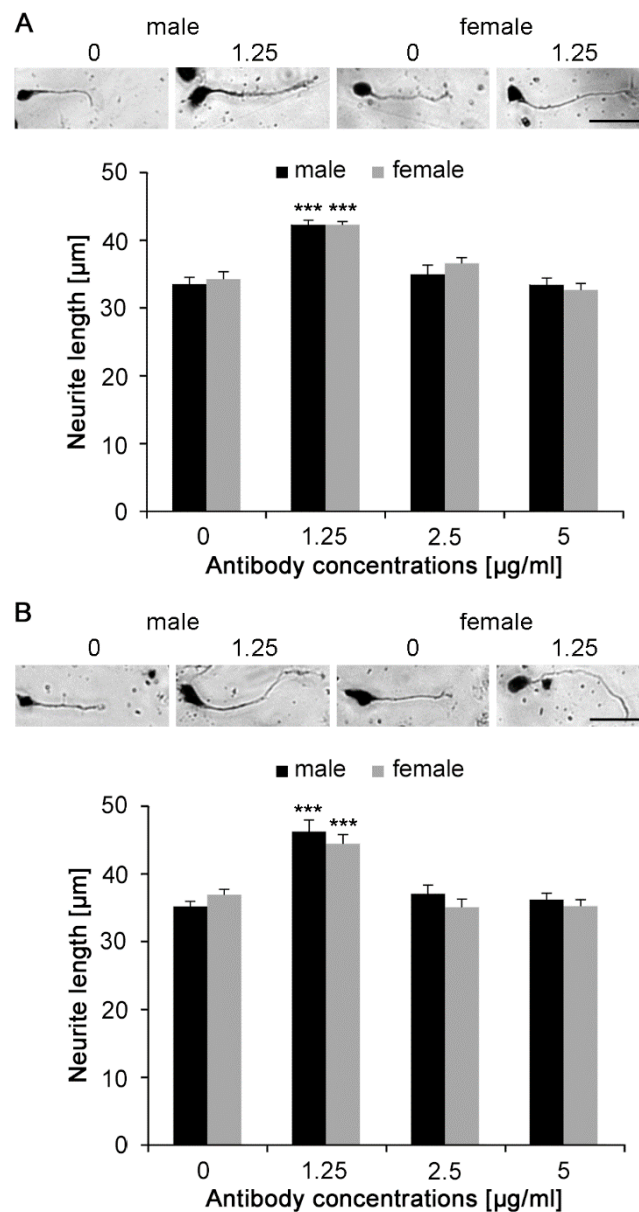 A
male female
0 1.25 0 1.25
male female
50
40
30
20
10
0
*** ***
Neurite length [µm]
0 1.25 2.5 5
Antibody concentrations [µg/ml]
B
male female
0 1.25 0 1.25
male female
50
40
30
20
10
0
*** ***
Neurite length [µm]
0 1.25 2.5 5
Antibody concentrations [µg/ml]